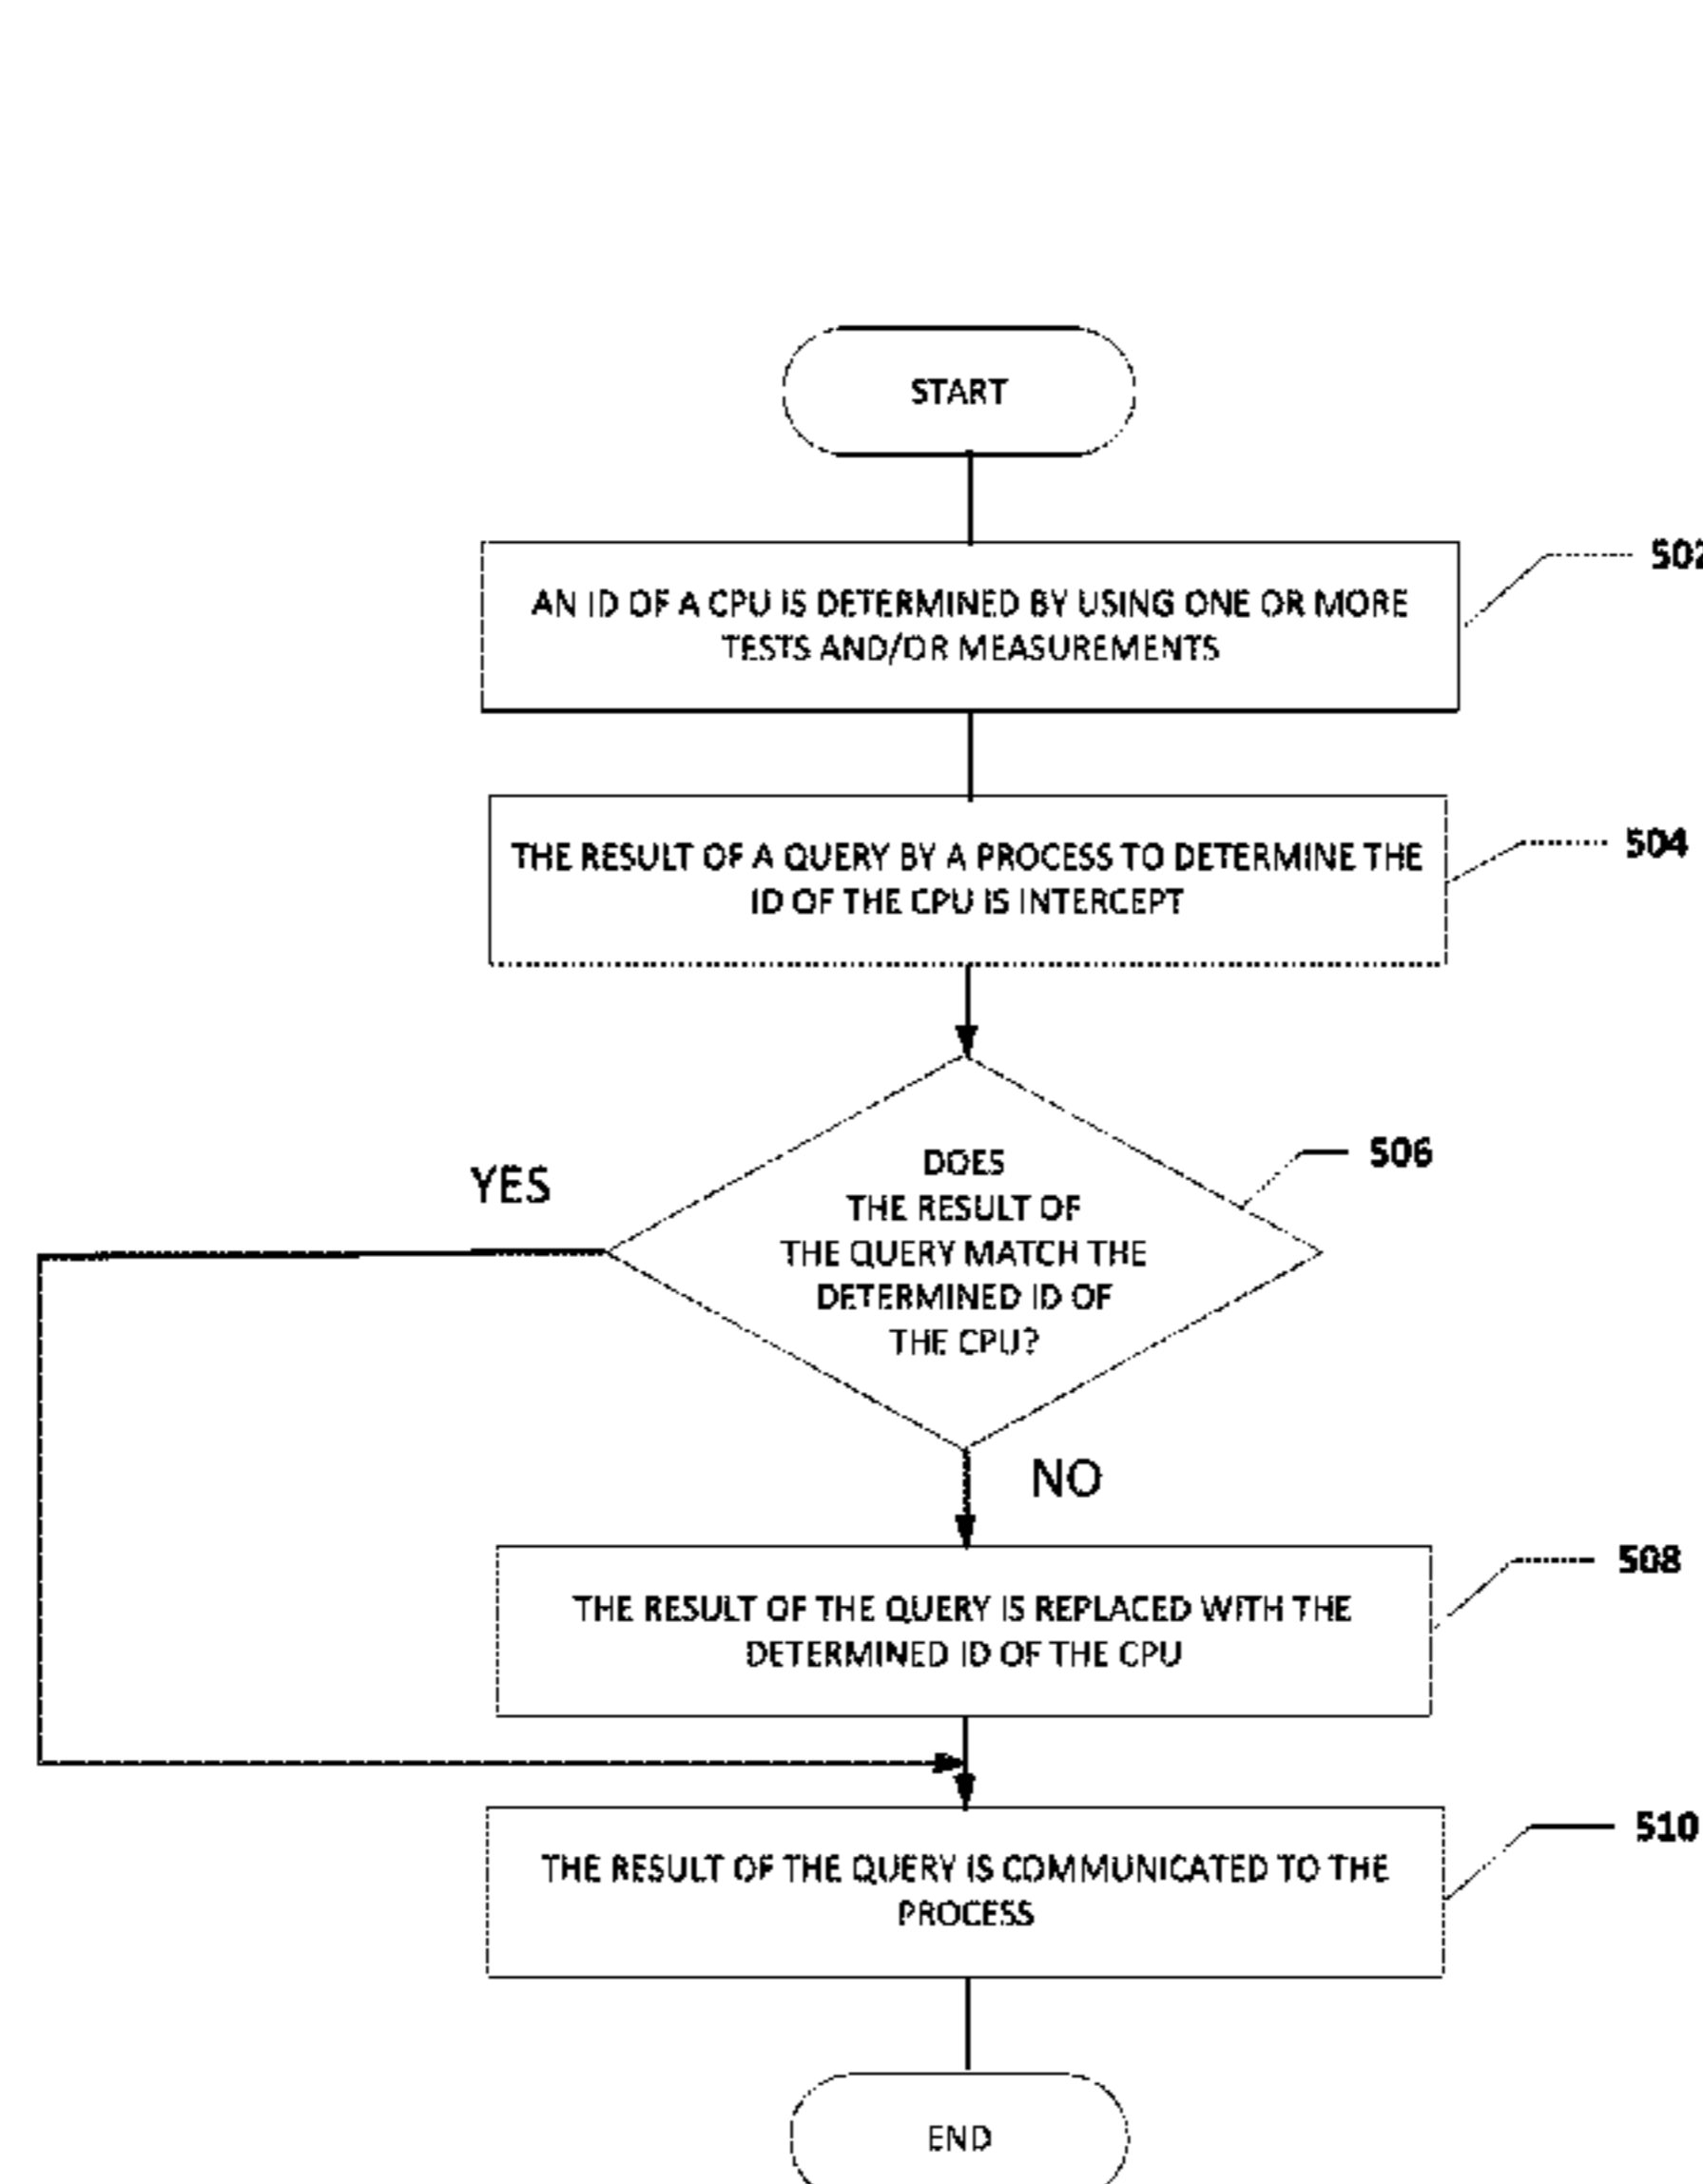 START
502
AN ID OF A CPU IS DETERMINED BY USING ONE OR MORE
TESTS AND/OR MEASUREMENTS
504
THE RESULT OF A QUERY BY A PROCESS TO DETERMINE THE
ID OF THE CPU IS INTERCEPT
506
YES
DOES
THE RESULT OF
THE QUERY MATCH THE
DETERMINED ID OF
THE CPU?
NO
508
THE RESULT OF THE QUERY IS REPLACED WITH THE
DETERMINED ID OF THE CPU
510
THE RESULT OF THE QUERY IS COMMUNICATED TO THE
PROCESS
END